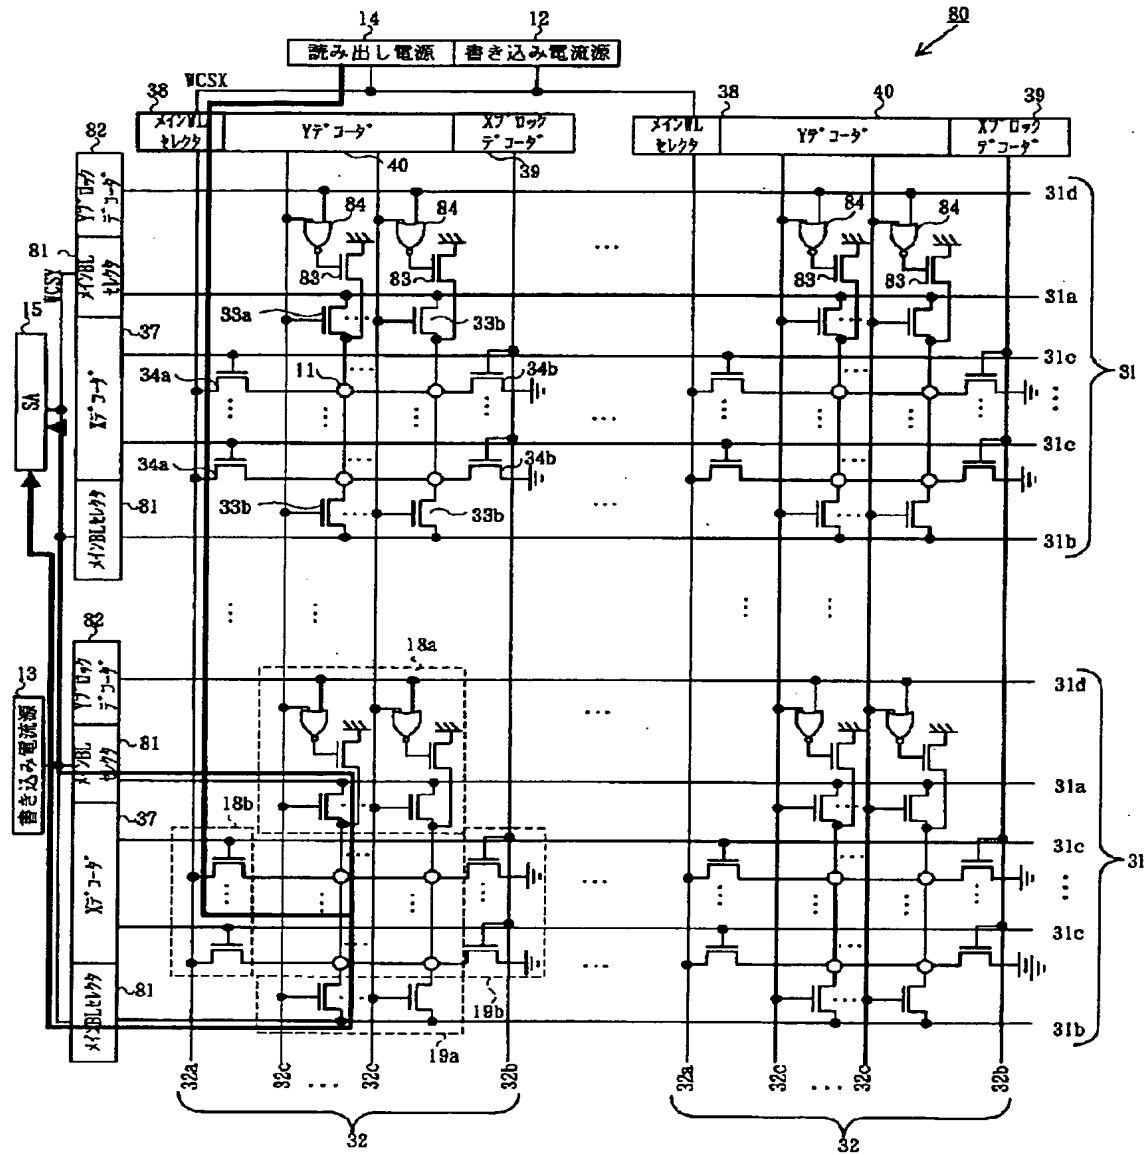 14
12
80
読み出し電源
書き込み電流源
WCSX
38
38
40
39
メインWL
セレクタ
Yデコーダ
Xブロック
デコーダ
メインWL
セレクタ
Yデコーダ
Xブロック
デコーダ
82
40
39
Yブロック
デコーダ
31d
84
84
84
84
81
メインBL
セレクタ
WCSY
83
83
83
83
31a
15
37
33a
33b
31c
34a
11
34b
31
SA
Xデコーダ
31c
34a
34b
81
33b
33b
メインBLセレクタ
31b
83
18a
13
Yブロック
デコーダ
31d
書き込み電流源
81
メインBL
セレクタ
31a
37
18b
31c
31
Xデコーダ
31c
81
19b
メインBLセレクタ
31b
19a
32a
32c
32c
32b
32a
32c
32c
32b
32
32